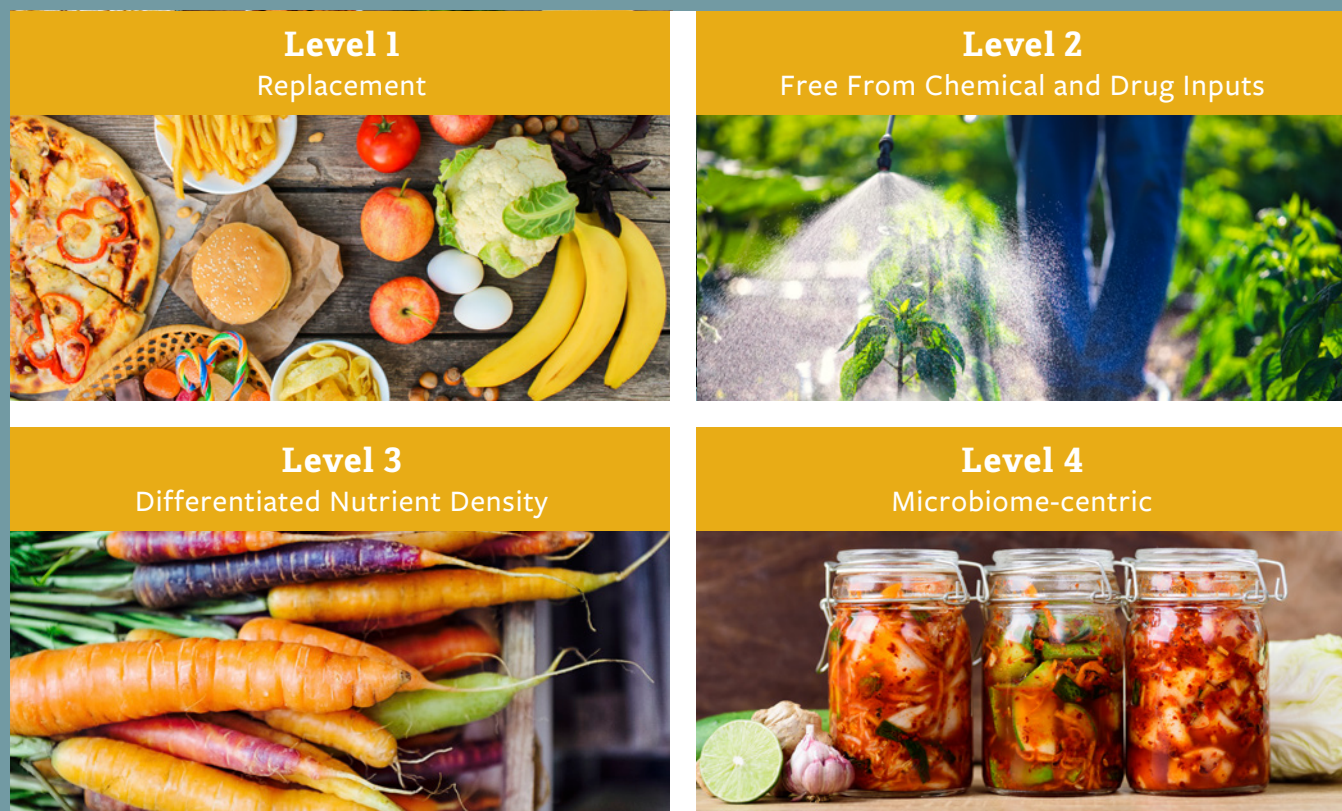 Level 1
Replacement
Level 2
Free From Chemical and Drug Inputs
Level 3
Differentiated Nutrient Density
Level 4
Microbiome-centric